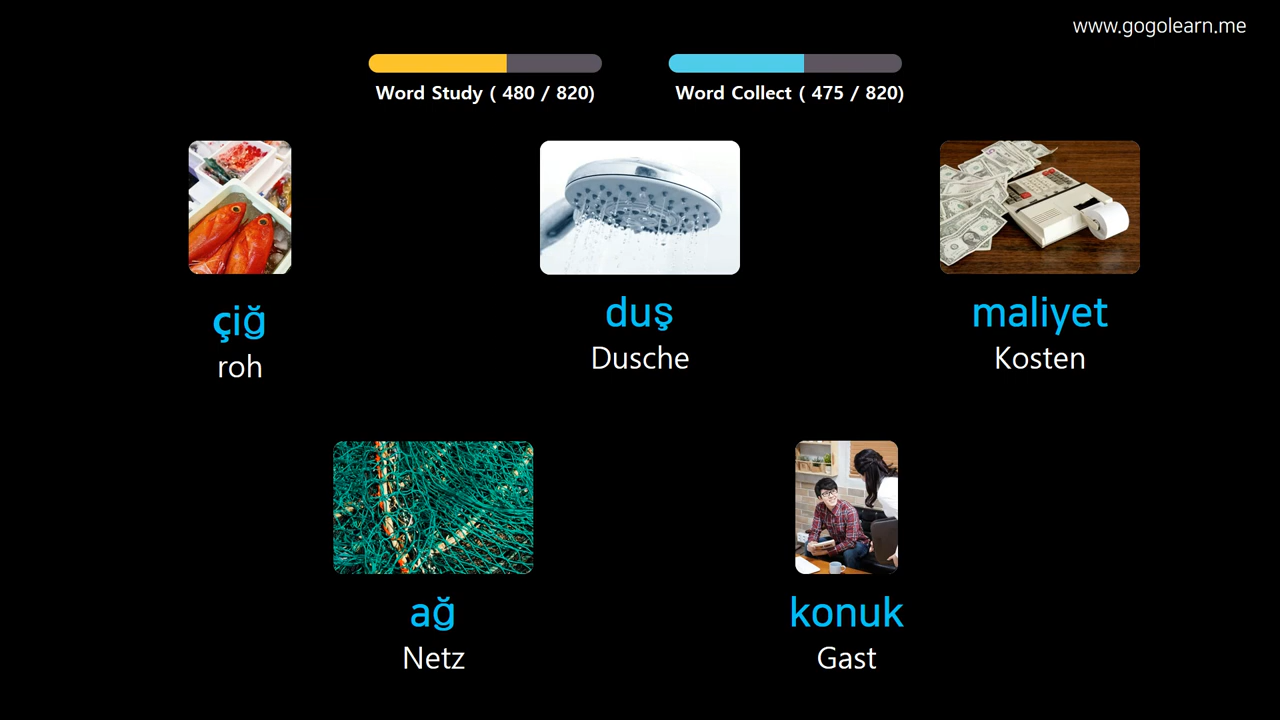 www.gogolearn.me
Word Study ( 480 / 820)
Word Collect ( 475 / 820)
çiğ
roh
duş
Dusche
maliyet
Kosten
ağ
Netz
konuk
Gast